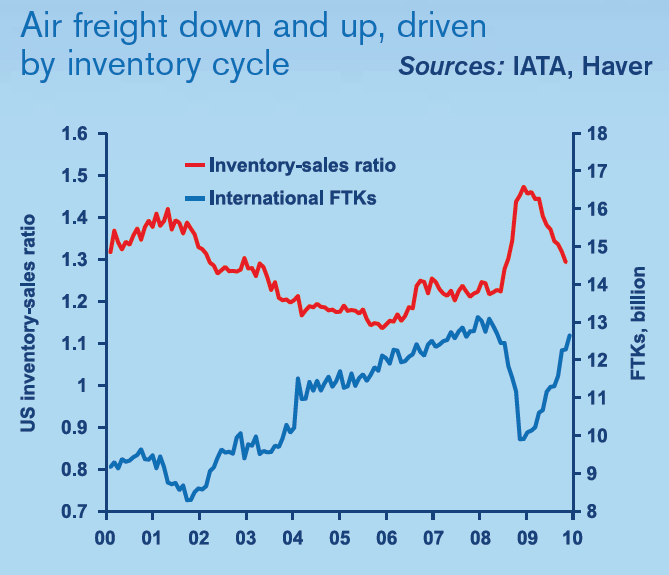 Air freight down and up, driven
by inventory cycle
Sources: IATA, Haver
1.6
1.5
1.4
1.3
1.2
1.1
1
0.9
0.8
0.7
US inventory-sales ratio
Inventory-sales ratio
International FTKs
18
17
16
15
14
13
12
11
10
9
8
FTKs, billion
00 01 02 03 04 05 06 07 08 09 10